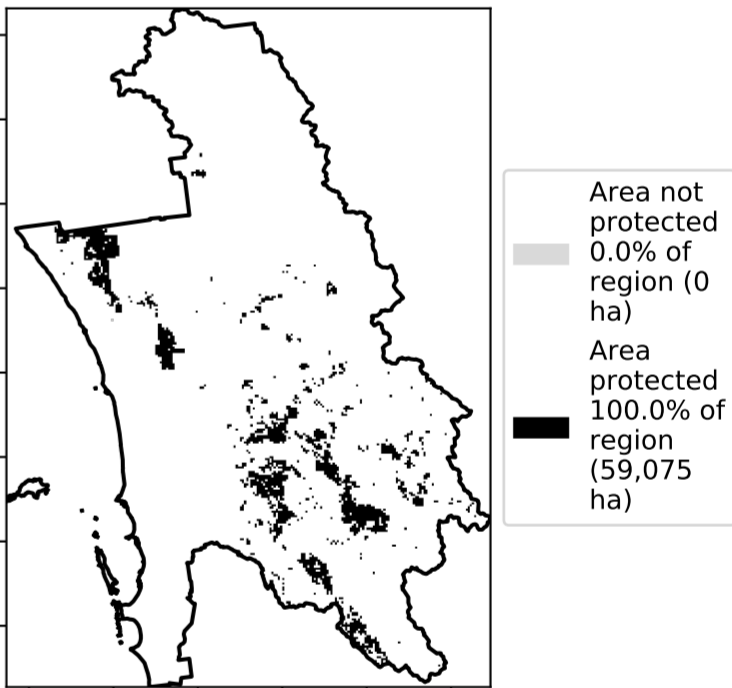 Area not
protected
0.0% of
region (0
ha)
Area
protected
100.0% of
region
(59,075
ha)